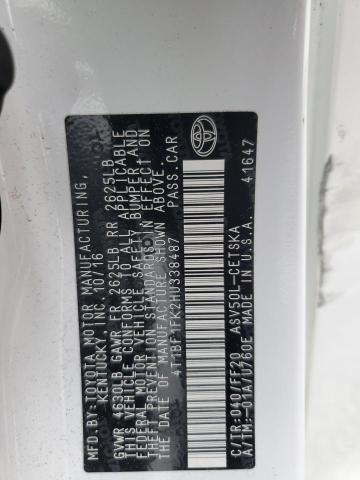 MFD.BY:TOYOTA MOTOR MANUFACTURING,
KENTUCKY, INC. 10/16
GVWR 4630LB GAWR FR 2625LB RR 2625LB
THIS VEHICLE CONFORMS TO ALL APPLICABLE
FEDERAL MOTOR VEHICLE SAFETY, BUMPER AND
THEFT PREVENTION STANDARDS IN EFFECT ON
THE DATE OF MANUFACTURE SHOWN ABOVE.
4T1BF1FK2HU338487 PASS.CAR
C/TR:040/FF20 ASV50L-CETSKA
A/TM:-01A/U760E MADE IN U.S.A. 41647